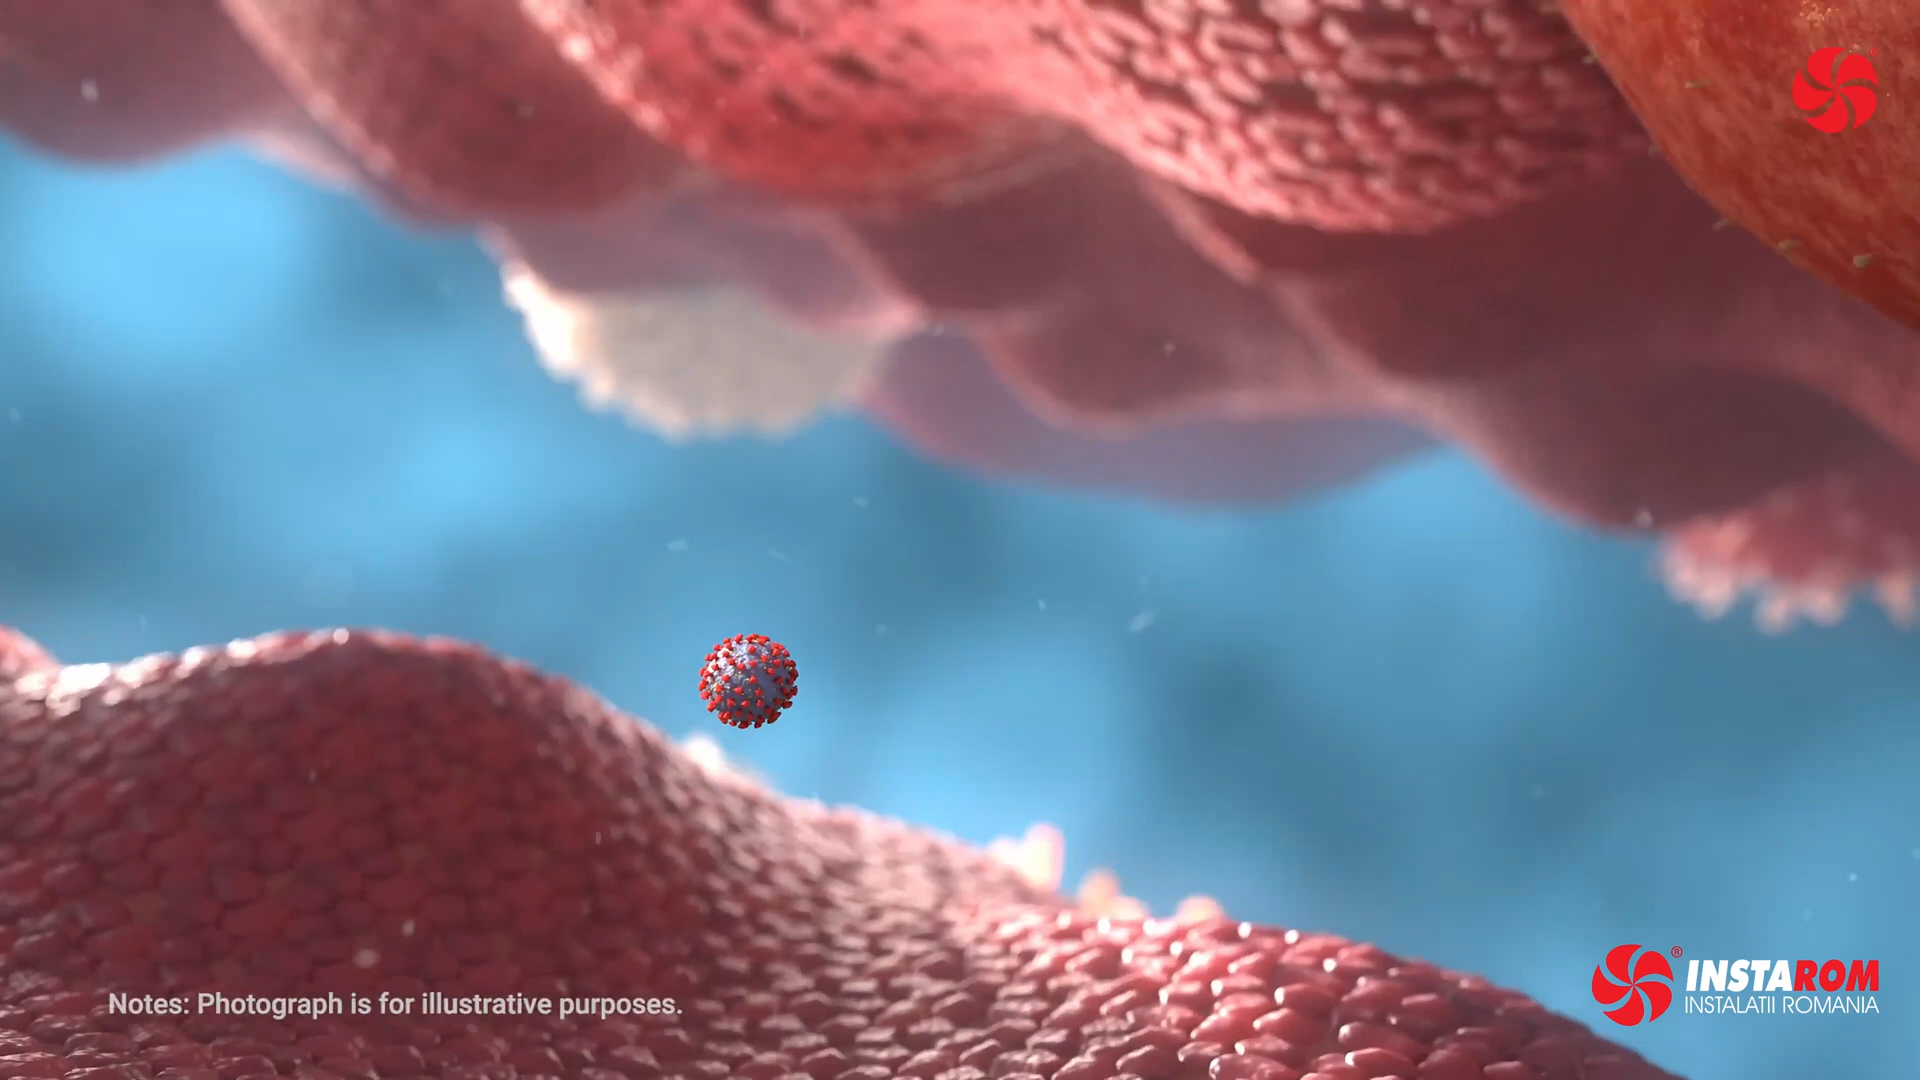 Notes: Photograph is for illustrative purposes.
® INSTAROM
INSTALATII ROMANIA